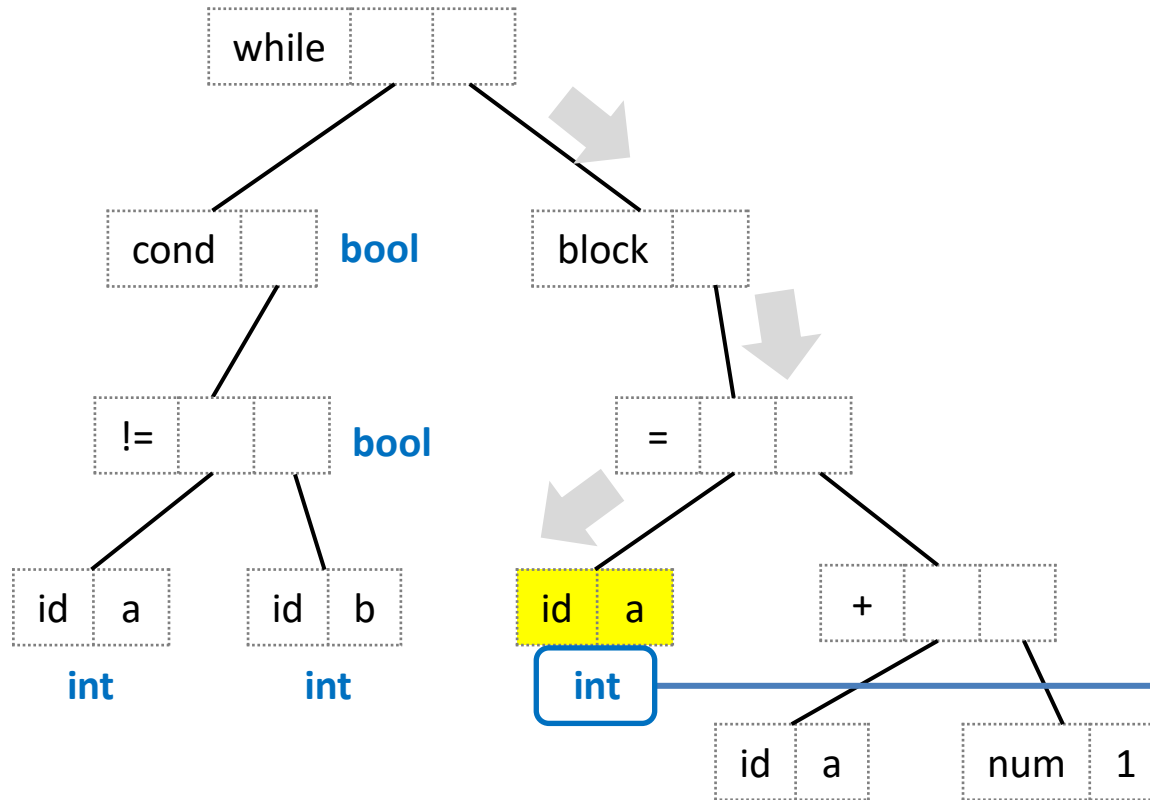 while
cond bool block
!= bool =
id a id b id a +
int int int
id a num 1